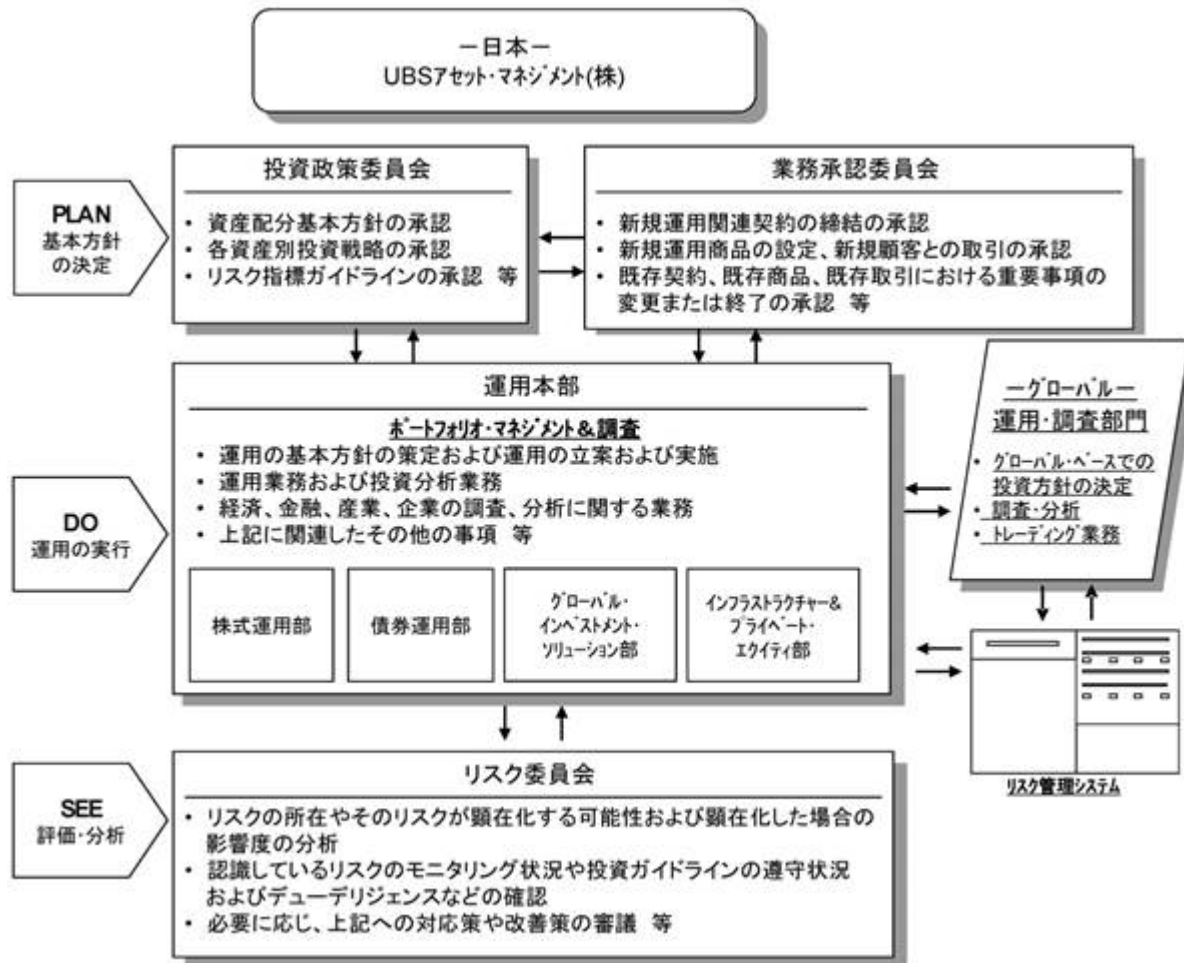 －日本－
UBSアセット・マネジメント(株)
PLAN
基本方針
の決定
投資政策委員会
・ 資産配分基本方針の承認
・ 各資産別投資戦略の承認
・ リスク指標ガイドラインの承認 等
業務承認委員会
・ 新規運用関連契約の締結の承認
・ 新規運用商品の設定、新規顧客との取引の承認
・ 既存契約、既存商品、既存取引における重要事項の
変更または終了の承認 等
DO
運用の実行
運用本部
ポートフォリオ・マネジメント＆調査
・ 運用の基本方針の策定および運用の立案および実施
・ 運用業務および投資分析業務
・ 経済、金融、産業、企業の調査、分析に関する業務
・ 上記に関連したその他の事項 等
株式運用部
債券運用部
グローバル・
インベストメント・
ソリューション部
インフラストラクチャー＆
プライベート・
エクイティ部
－グローバル－
運用・調査部門
・ グローバル・ベースでの
投資方針の決定
・ 調査・分析
・ トレーディング業務
リスク管理システム
SEE
評価・分析
リスク委員会
・ リスクの所在やそのリスクが顕在化する可能性および顕在化した場合の
影響度の分析
・ 認識しているリスクのモニタリング状況や投資ガイドラインの遵守状況
およびデューデリジェンスなどの確認
・ 必要に応じ、上記への対応策や改善策の審議 等